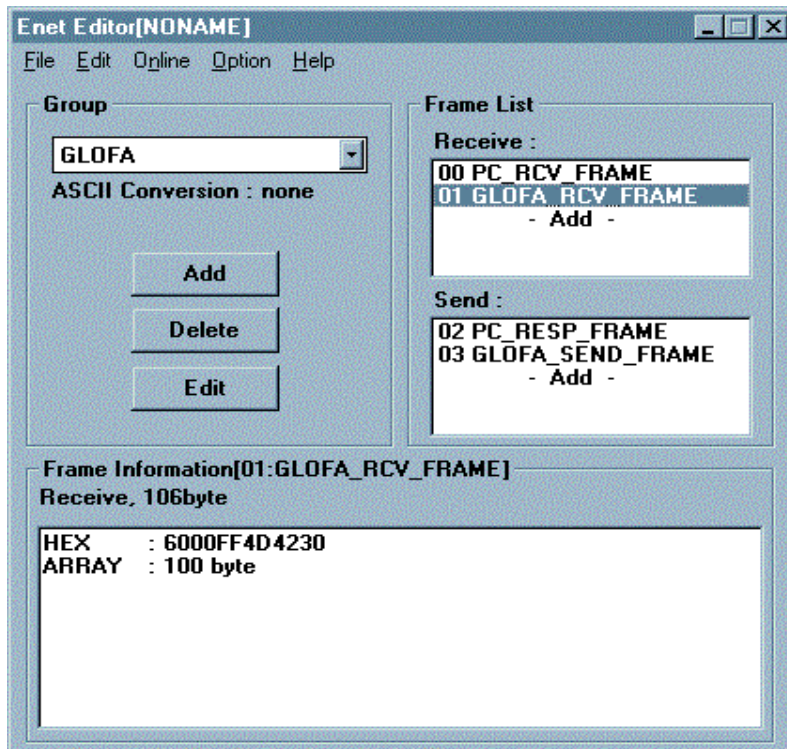 Enet Editor[NONAME]
File Edit Online Option Help
Group
GLOFA
ASCII Conversion : none
Add
Delete
Edit
Frame List
Receive :
00 PC_RCV_FRAME
01 GLOFA_RCV_FRAME
- Add -
Send :
02 PC_RESP_FRAME
03 GLOFA_SEND_FRAME
- Add -
Frame Information[01:GLOFA_RCV_FRAME]
Receive, 106byte
HEX : 6000FF4D4230
ARRAY : 100 byte